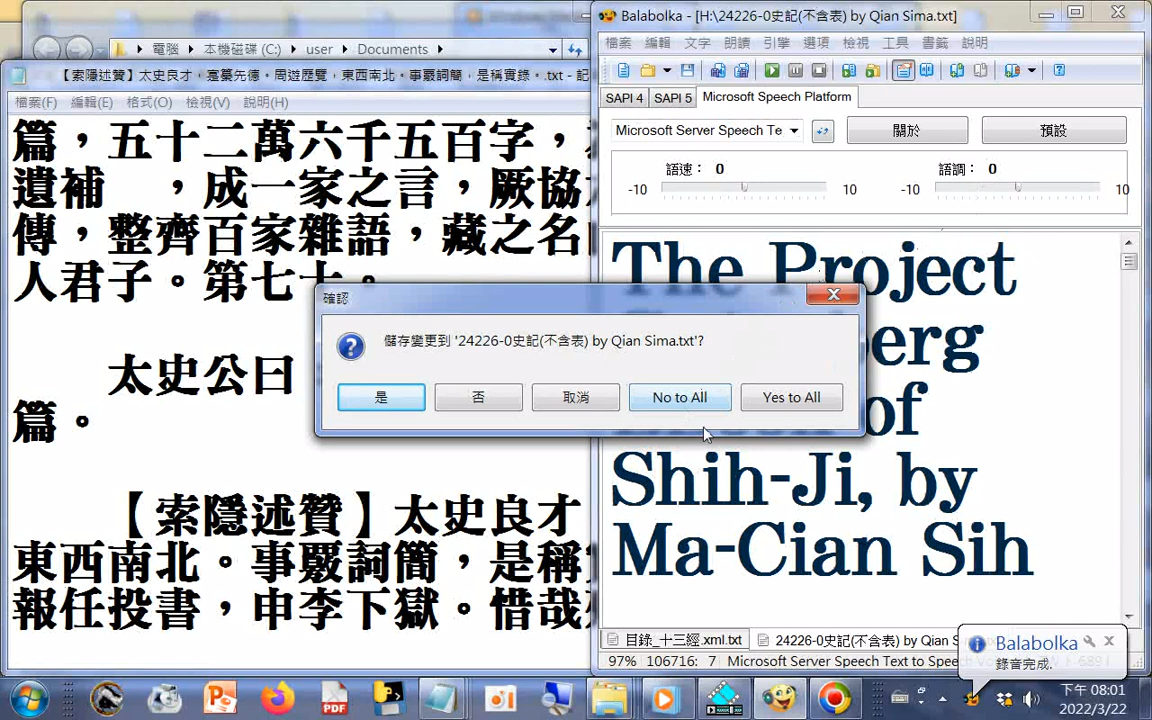 電腦 ▸ 本機磁碟 (C:) ▸ user ▸ Documents ▸
【索隱述贊】太史良才，寔纂先德。周遊歷覽，東西南北。事覈詞簡，是稱實錄。.txt - 記
檔案(F) 編輯(E) 格式(O) 檢視(V) 說明(H)
篇，五十二萬六千五百字，
遺補　，成一家之言，厥協
傳，整齊百家雜語，藏之名
人君子。第七十。
太史公曰
篇。
【索隱述贊】太史良才
東西南北。事覈詞簡，是稱
報任投書，申李下獄。惜哉
Balabolka - [H:\24226-0史記(不含表) by Qian Sima.txt]
檔案 編輯 文字 朗讀 引擎 選項 檢視 工具 書籤 說明
SAPI 4 SAPI 5 Microsoft Speech Platform
Microsoft Server Speech Te 關於 預設
語速： 0 語調： 0
-10 10 -10 10
The Project
berg
of
Shih-Ji, by
Ma-Cian Sih
確認
儲存變更到 '24226-0史記(不含表) by Qian Sima.txt'?
是 否 取消 No to All Yes to All
目錄_十三經.xml.txt 24226-0史記(不含表) by Qian S
97% 106716: 7 Microsoft Server Speech Text to Speech
Balabolka
錄音完成.
下午 08:01
2022/3/22